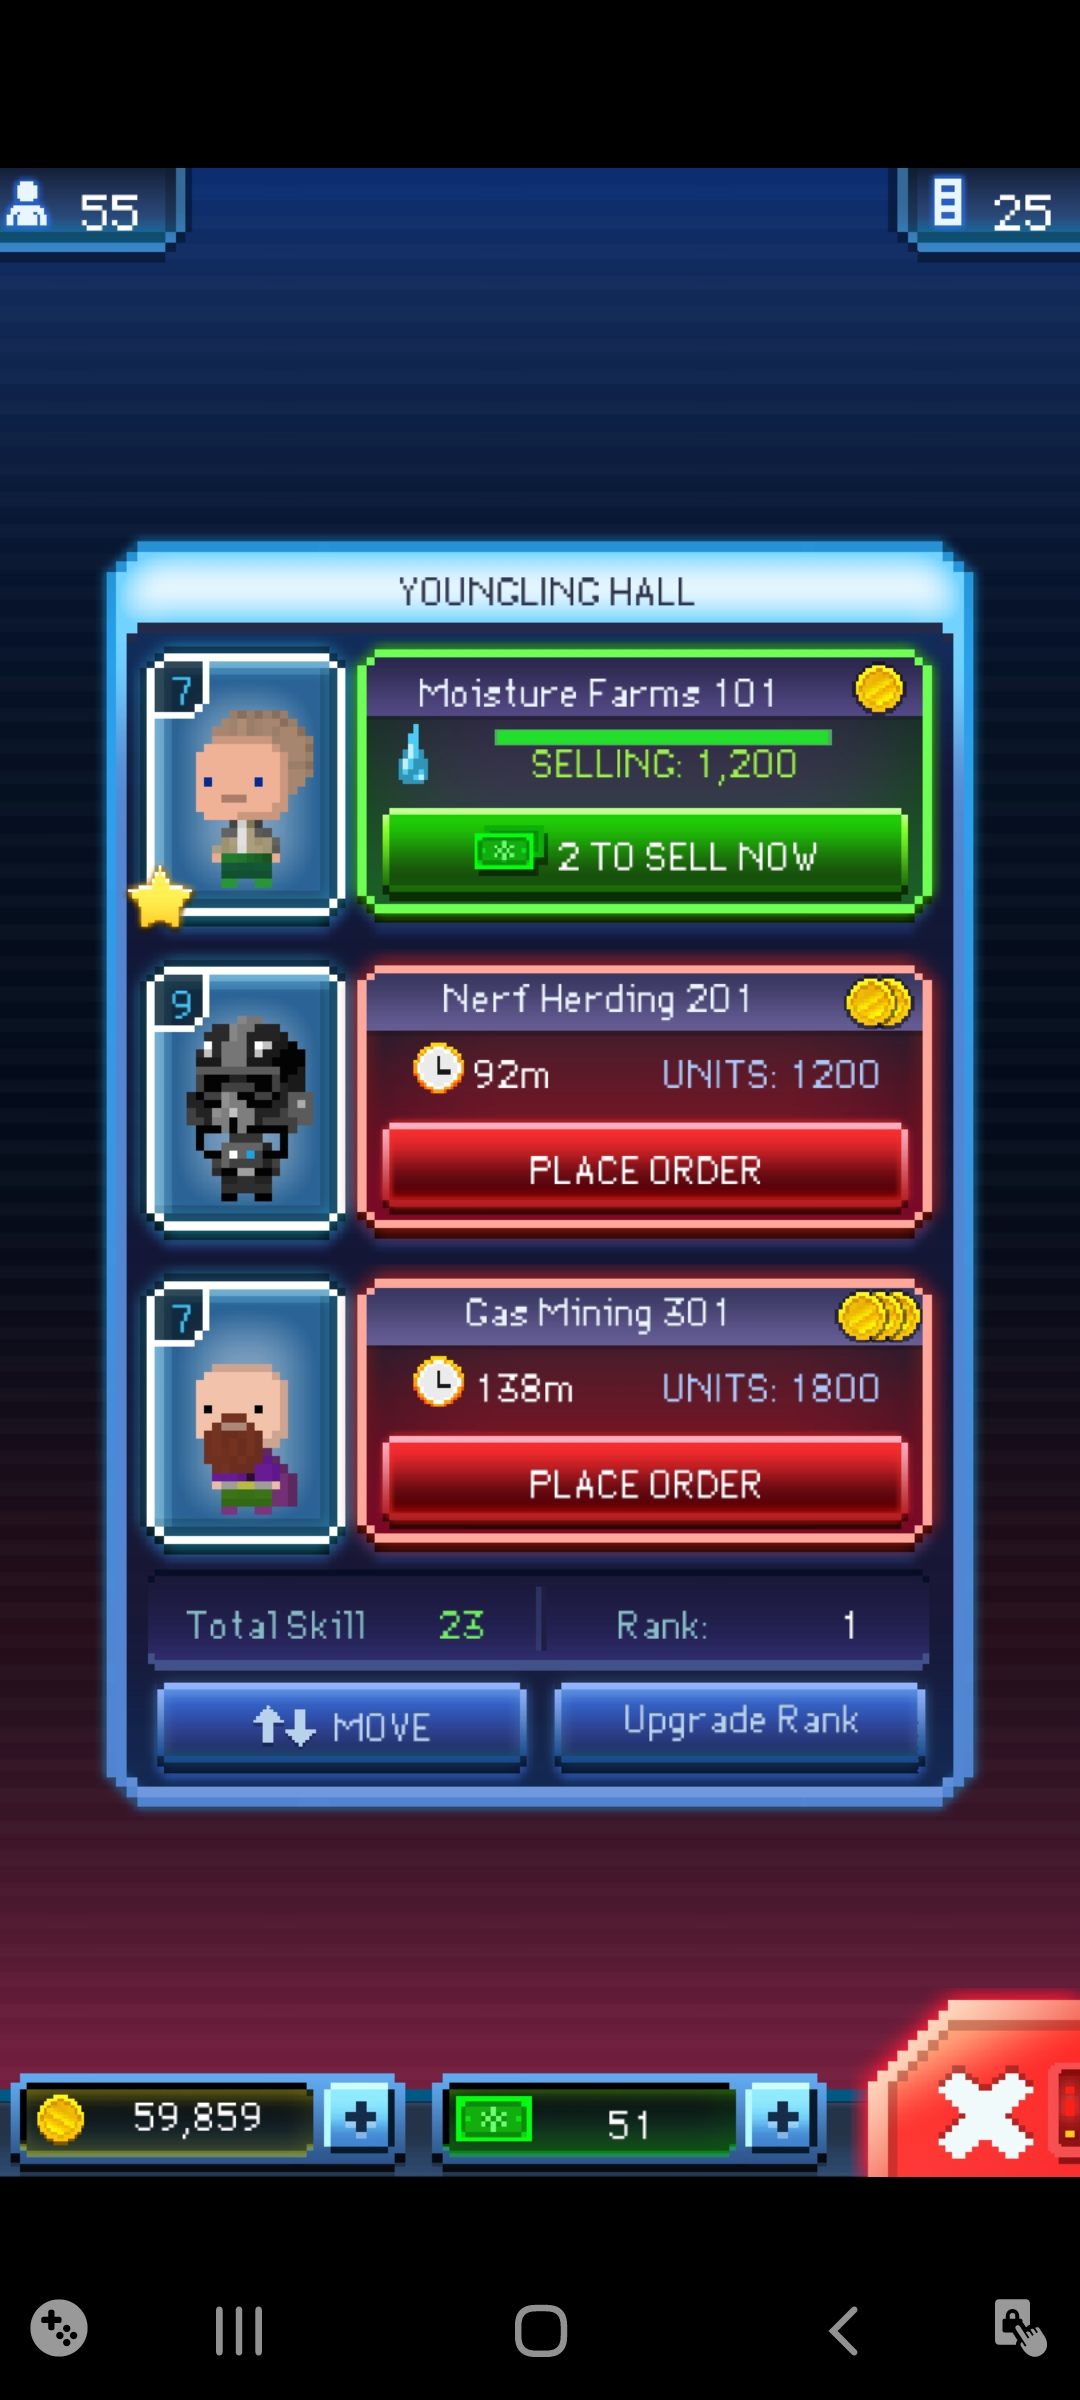 55
25
YOUNGLING HALL
7
Moisture Farms 101
SELLING: 1,200
2 TO SELL NOW
9
Nerf Herding 201
92m UNITS: 1200
PLACE ORDER
7
Gas Mining 301
138m UNITS: 1800
PLACE ORDER
Total Skill 23 Rank: 1
MOVE Upgrade Rank
59,859 51